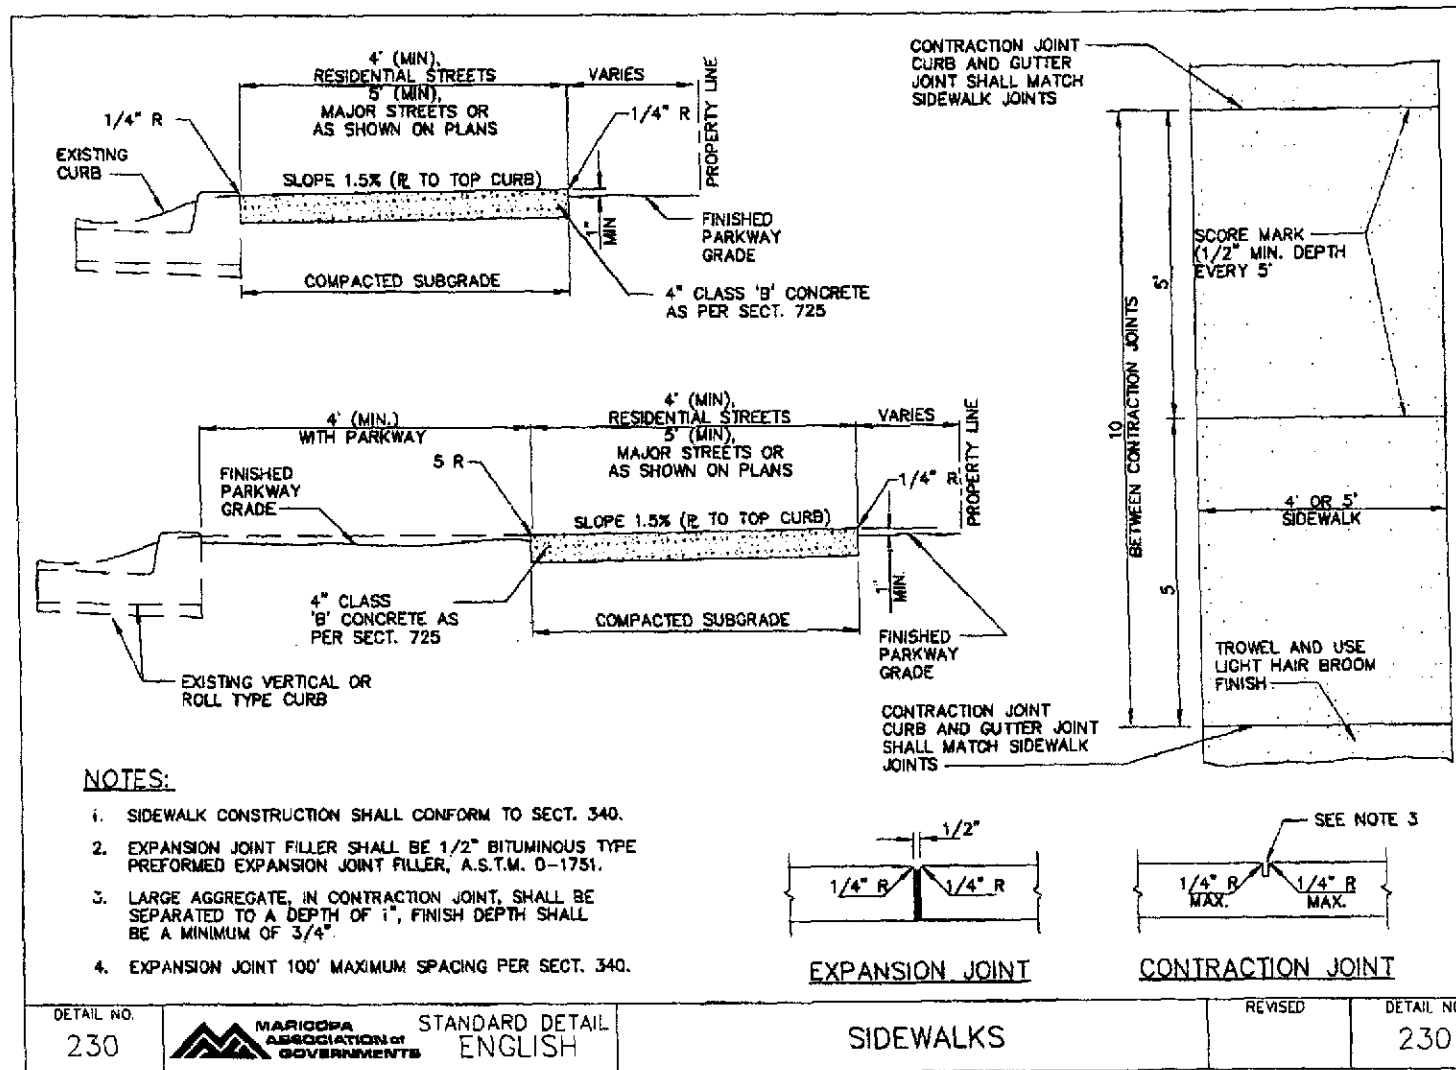 4' (MIN),
RESIDENTIAL STREETS
5' (MIN),
MAJOR STREETS OR
AS SHOWN ON PLANS
VARIES
PROPERTY LINE
1/4" R
1/4" R
EXISTING
CURB
SLOPE 1.5% (PL TO TOP CURB)
1"
MIN
FINISHED
PARKWAY
GRADE
COMPACTED SUBGRADE
4" CLASS 'B' CONCRETE
AS PER SECT. 725
4' (MIN.)
WITH PARKWAY
4' (MIN),
RESIDENTIAL STREETS
5' (MIN),
MAJOR STREETS OR
AS SHOWN ON PLANS
VARIES
PROPERTY LINE
5 R
1/4" R
FINISHED
PARKWAY
GRADE
SLOPE 1.5% (PL TO TOP CURB)
1"
MIN.
4" CLASS
'B' CONCRETE AS
PER SECT. 725
COMPACTED SUBGRADE
FINISHED
PARKWAY
GRADE
EXISTING VERTICAL OR
ROLL TYPE CURB
CONTRACTION JOINT
CURB AND GUTTER
JOINT SHALL MATCH
SIDEWALK JOINTS
SCORE MARK
(1/2" MIN. DEPTH
EVERY 5'
5'
10
BETWEEN CONTRACTION JOINTS
4' OR 5'
SIDEWALK
5
TROWEL AND USE
LIGHT HAIR BROOM
FINISH
CONTRACTION JOINT
CURB AND GUTTER JOINT
SHALL MATCH SIDEWALK
JOINTS
NOTES:
1. SIDEWALK CONSTRUCTION SHALL CONFORM TO SECT. 340.
2. EXPANSION JOINT FILLER SHALL BE 1/2" BITUMINOUS TYPE
PREFORMED EXPANSION JOINT FILLER, A.S.T.M. D-1751.
3. LARGE AGGREGATE, IN CONTRACTION JOINT, SHALL BE
SEPARATED TO A DEPTH OF 1", FINISH DEPTH SHALL
BE A MINIMUM OF 3/4".
4. EXPANSION JOINT 100' MAXIMUM SPACING PER SECT. 340.
1/2"
1/4" R
1/4" R
EXPANSION JOINT
SEE NOTE 3
1/4" R
MAX.
1/4" R
MAX.
CONTRACTION JOINT
DETAIL NO.
230
MARICOPA
ASSOCIATION of
GOVERNMENTS
STANDARD DETAIL
ENGLISH
SIDEWALKS
REVISED
DETAIL NO
230